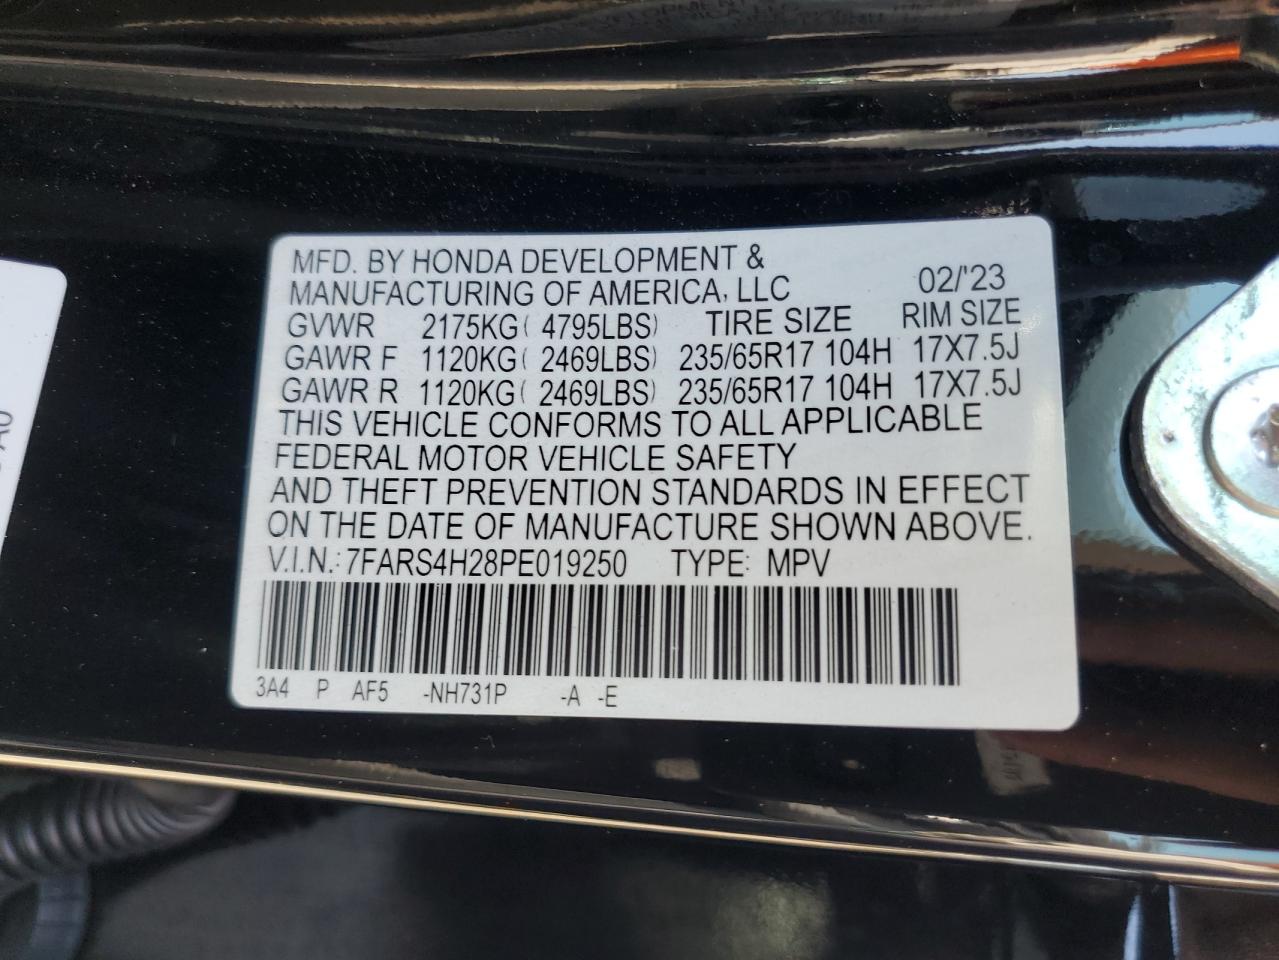 MFD. BY HONDA DEVELOPMENT &
MANUFACTURING OF AMERICA, LLC 02/'23
GVWR 2175KG( 4795LBS) TIRE SIZE RIM SIZE
GAWR F 1120KG( 2469LBS) 235/65R17 104H 17X7.5J
GAWR R 1120KG( 2469LBS) 235/65R17 104H 17X7.5J
THIS VEHICLE CONFORMS TO ALL APPLICABLE
FEDERAL MOTOR VEHICLE SAFETY
AND THEFT PREVENTION STANDARDS IN EFFECT
ON THE DATE OF MANUFACTURE SHOWN ABOVE.
V.I.N.: 7FARS4H28PE019250 TYPE: MPV
3A4 P AF5 -NH731P -A -E